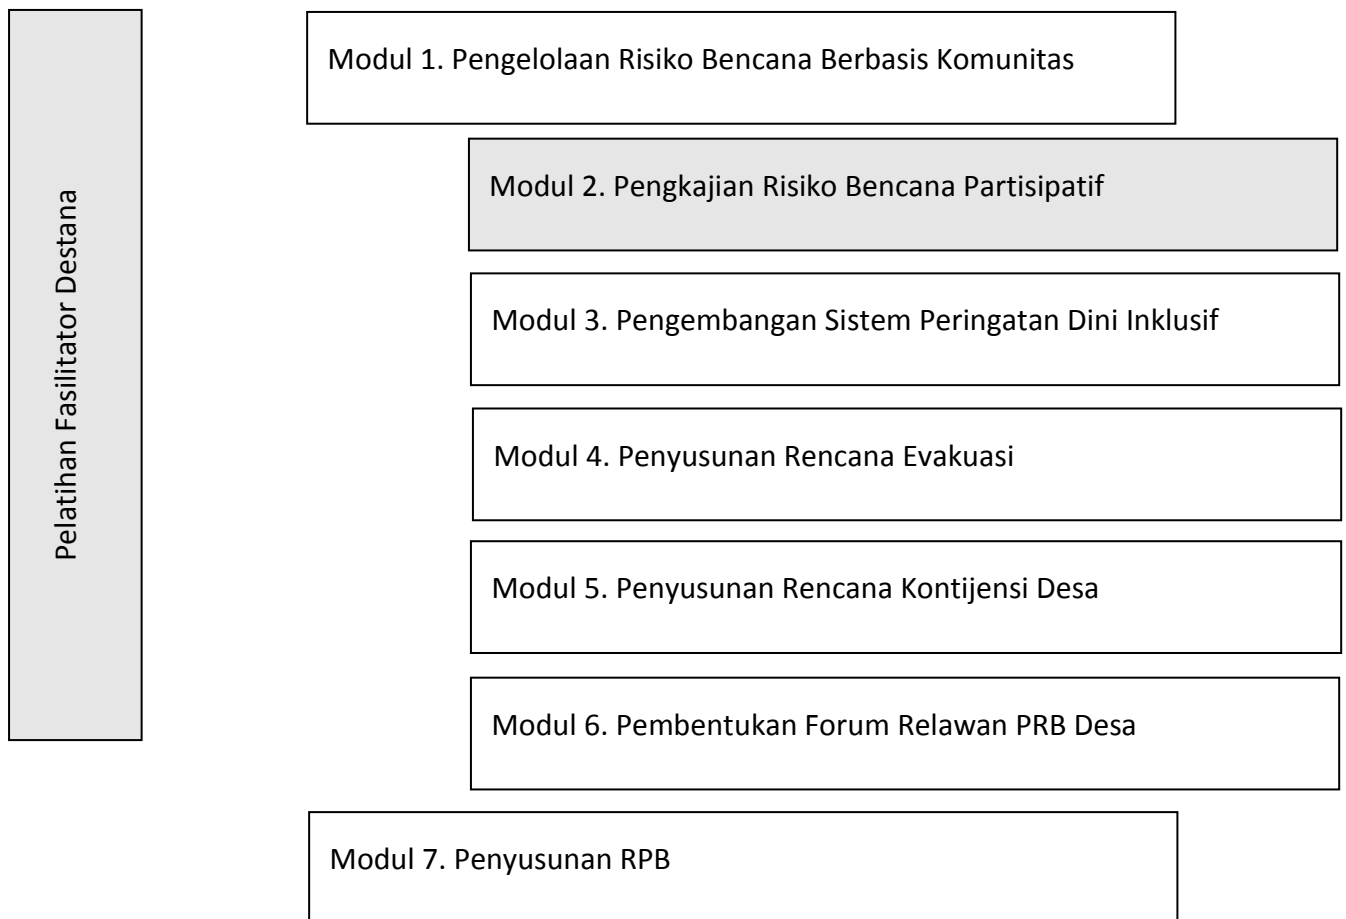 Pelatihan Fasilitator Destana
Modul 1. Pengelolaan Risiko Bencana Berbasis Komunitas
Modul 2. Pengkajian Risiko Bencana Partisipatif
Modul 3. Pengembangan Sistem Peringatan Dini Inklusif
Modul 4. Penyusunan Rencana Evakuasi
Modul 5. Penyusunan Rencana Kontijensi Desa
Modul 6. Pembentukan Forum Relawan PRB Desa
Modul 7. Penyusunan RPB